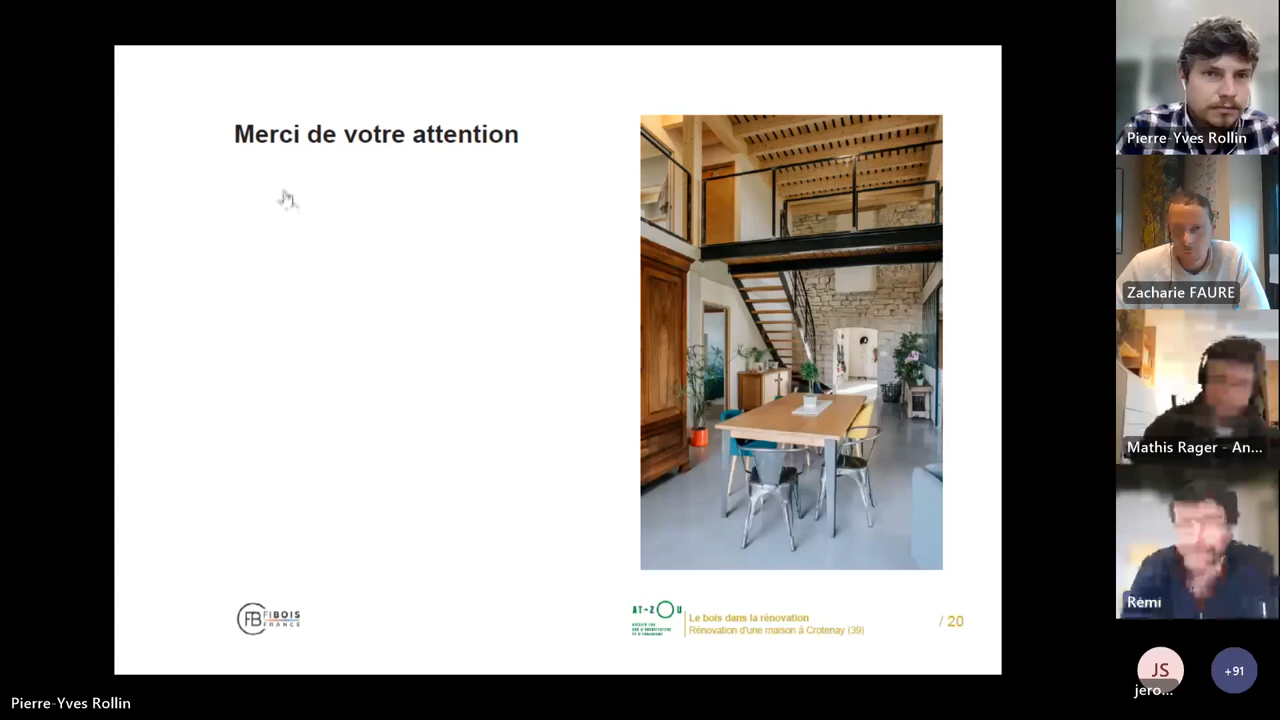 Merci de votre attention
FB FIBOIS
FRANCE
AT-ZOU
Le bois dans la rénovation
Rénovation d'une maison à Crotenay (39)
/ 20
Pierre-Yves Rollin
Zacharie FAURE
Mathis Rager - An...
Rémi
JS
+91
jero...
Pierre-Yves Rollin